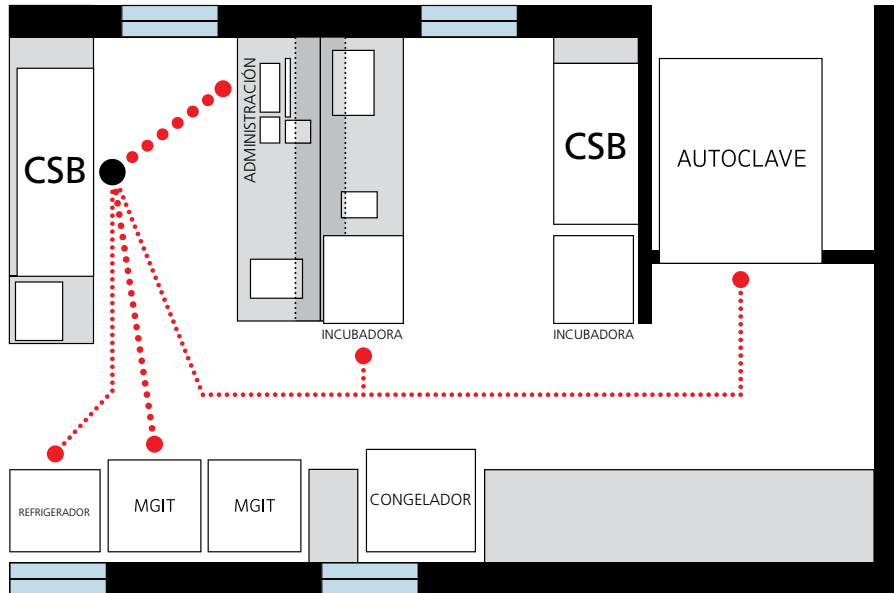 ADMINISTRACIÓN
CSB
CSB
AUTOCLAVE
INCUBADORA
INCUBADORA
REFRIGERADOR
MGIT
MGIT
CONGELADOR